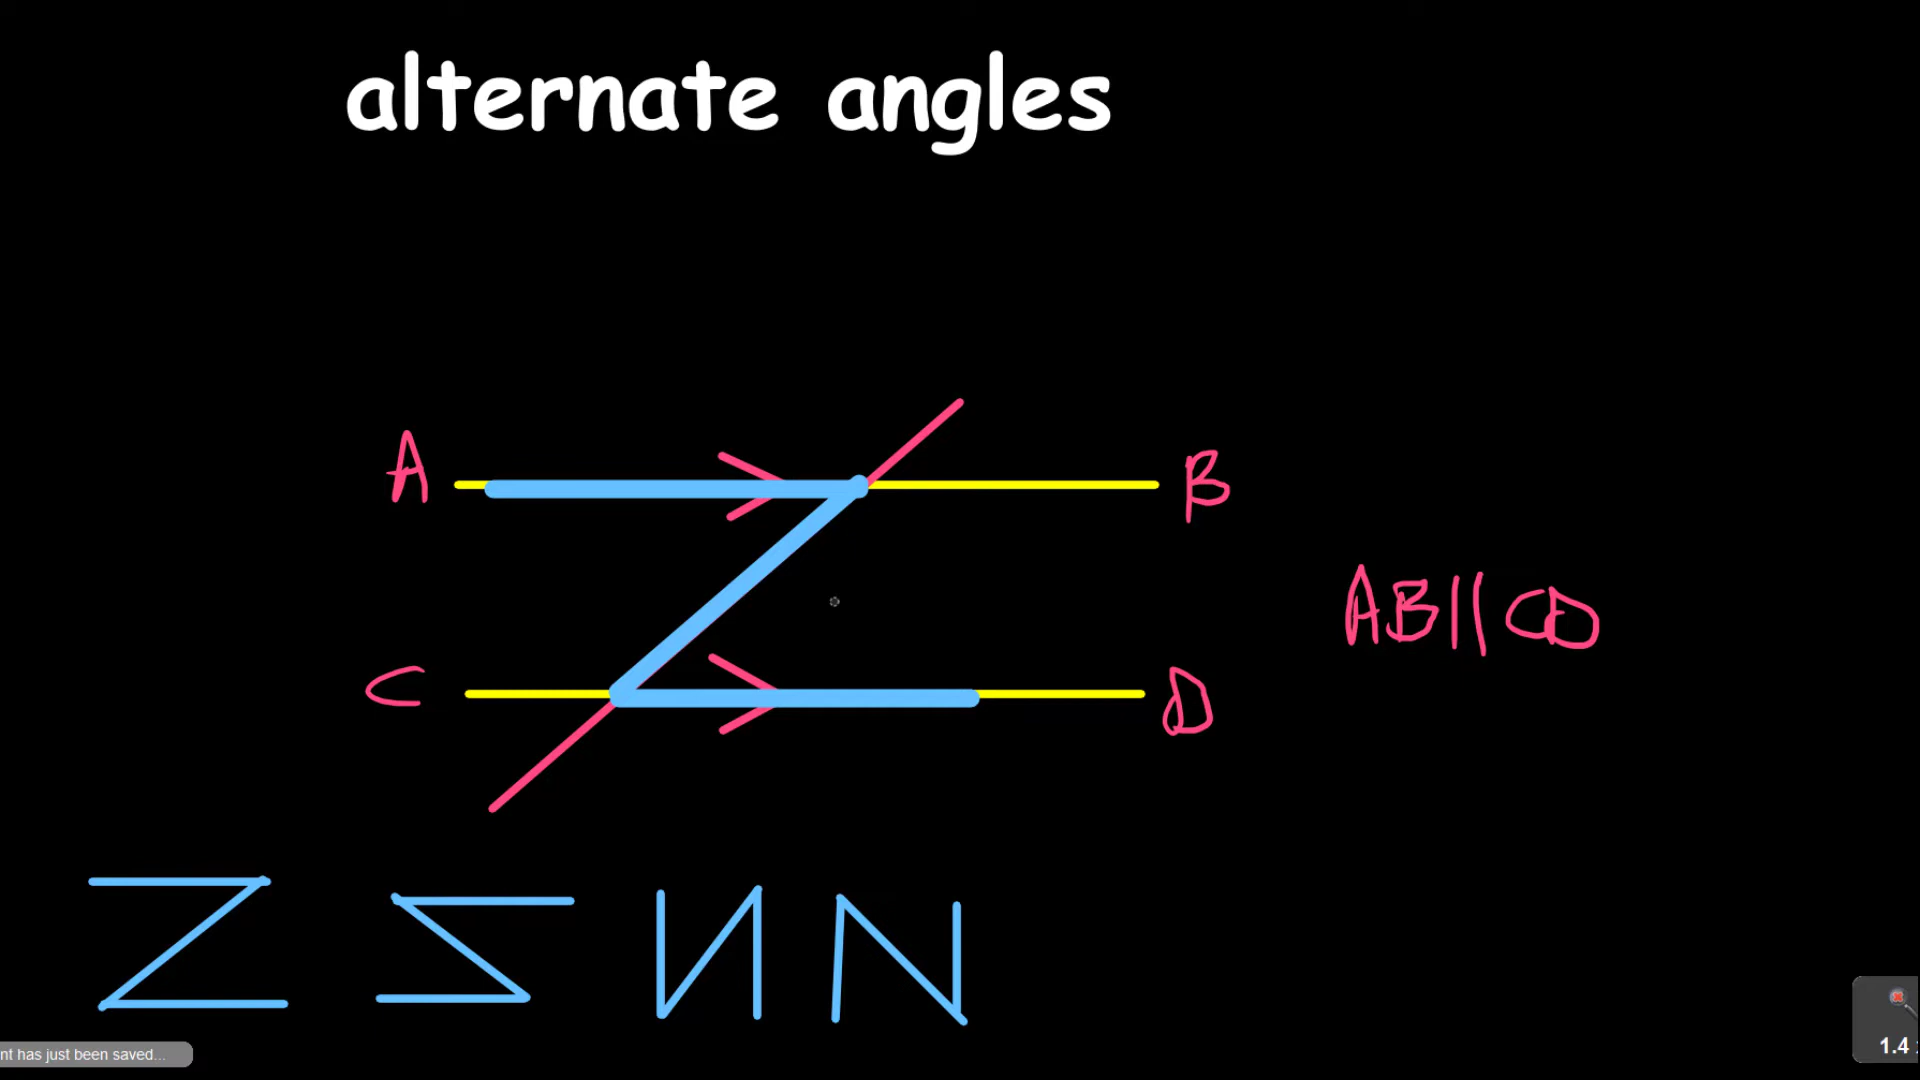 alternate angles
A B
AB || CD
C D
Z S И N
nt has just been saved...
1.4